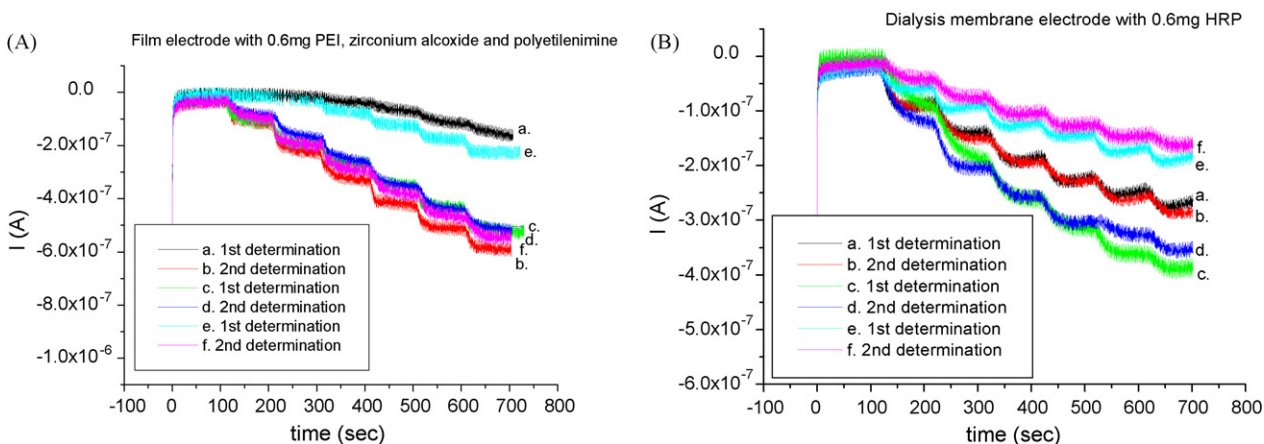 (A)
Film electrode with 0.6mg PEI, zirconium alcoxide and polyetilenimine
0.0
-2.0x10⁻⁷
-4.0x10⁻⁷
-6.0x10⁻⁷
-8.0x10⁻⁷
-1.0x10⁻⁶
I (A)
a.
e.
c.
d.
f.
b.
a. 1st determination
b. 2nd determination
c. 1st determination
d. 2nd determination
e. 1st determination
f. 2nd determination
-100 0 100 200 300 400 500 600 700 800
time (sec)
(B)
Dialysis membrane electrode with 0.6mg HRP
0.0
-1.0x10⁻⁷
-2.0x10⁻⁷
-3.0x10⁻⁷
-4.0x10⁻⁷
-5.0x10⁻⁷
-6.0x10⁻⁷
I (A)
f.
e.
a.
b.
d.
c.
a. 1st determination
b. 2nd determination
c. 1st determination
d. 2nd determination
e. 1st determination
f. 2nd determination
-100 0 100 200 300 400 500 600 700 800
time (sec)